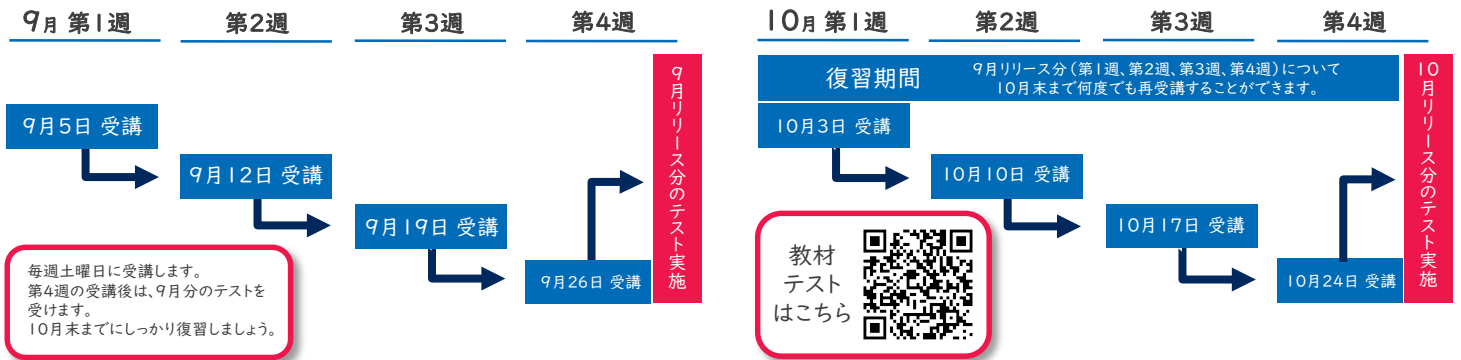 9月 第1週
第2週
第3週
第4週
9月5日 受講
9月12日 受講
9月19日 受講
9月26日 受講
9月リリース分のテスト実施
毎週土曜日に受講します。
第4週の受講後は、9月分のテストを
受けます。
10月末までにしっかり復習しましょう。
10月 第1週
第2週
第3週
第4週
復習期間
9月リリース分（第1週、第2週、第3週、第4週）について
10月末まで何度でも再受講することができます。
10月3日 受講
10月10日 受講
10月17日 受講
10月24日 受講
10月リリース分のテスト実施
教材
テスト
はこちら